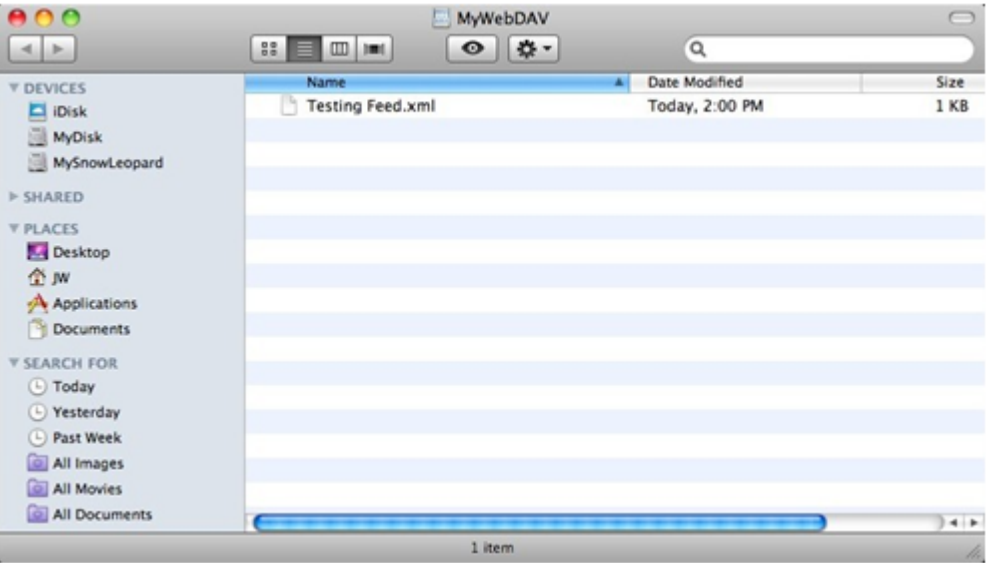 MyWebDAV
DEVICES
iDisk
MyDisk
MySnowLeopard
SHARED
PLACES
Desktop
JW
Applications
Documents
SEARCH FOR
Today
Yesterday
Past Week
All Images
All Movies
All Documents
Name Date Modified Size
Testing Feed.xml Today, 2:00 PM 1 KB
1 item